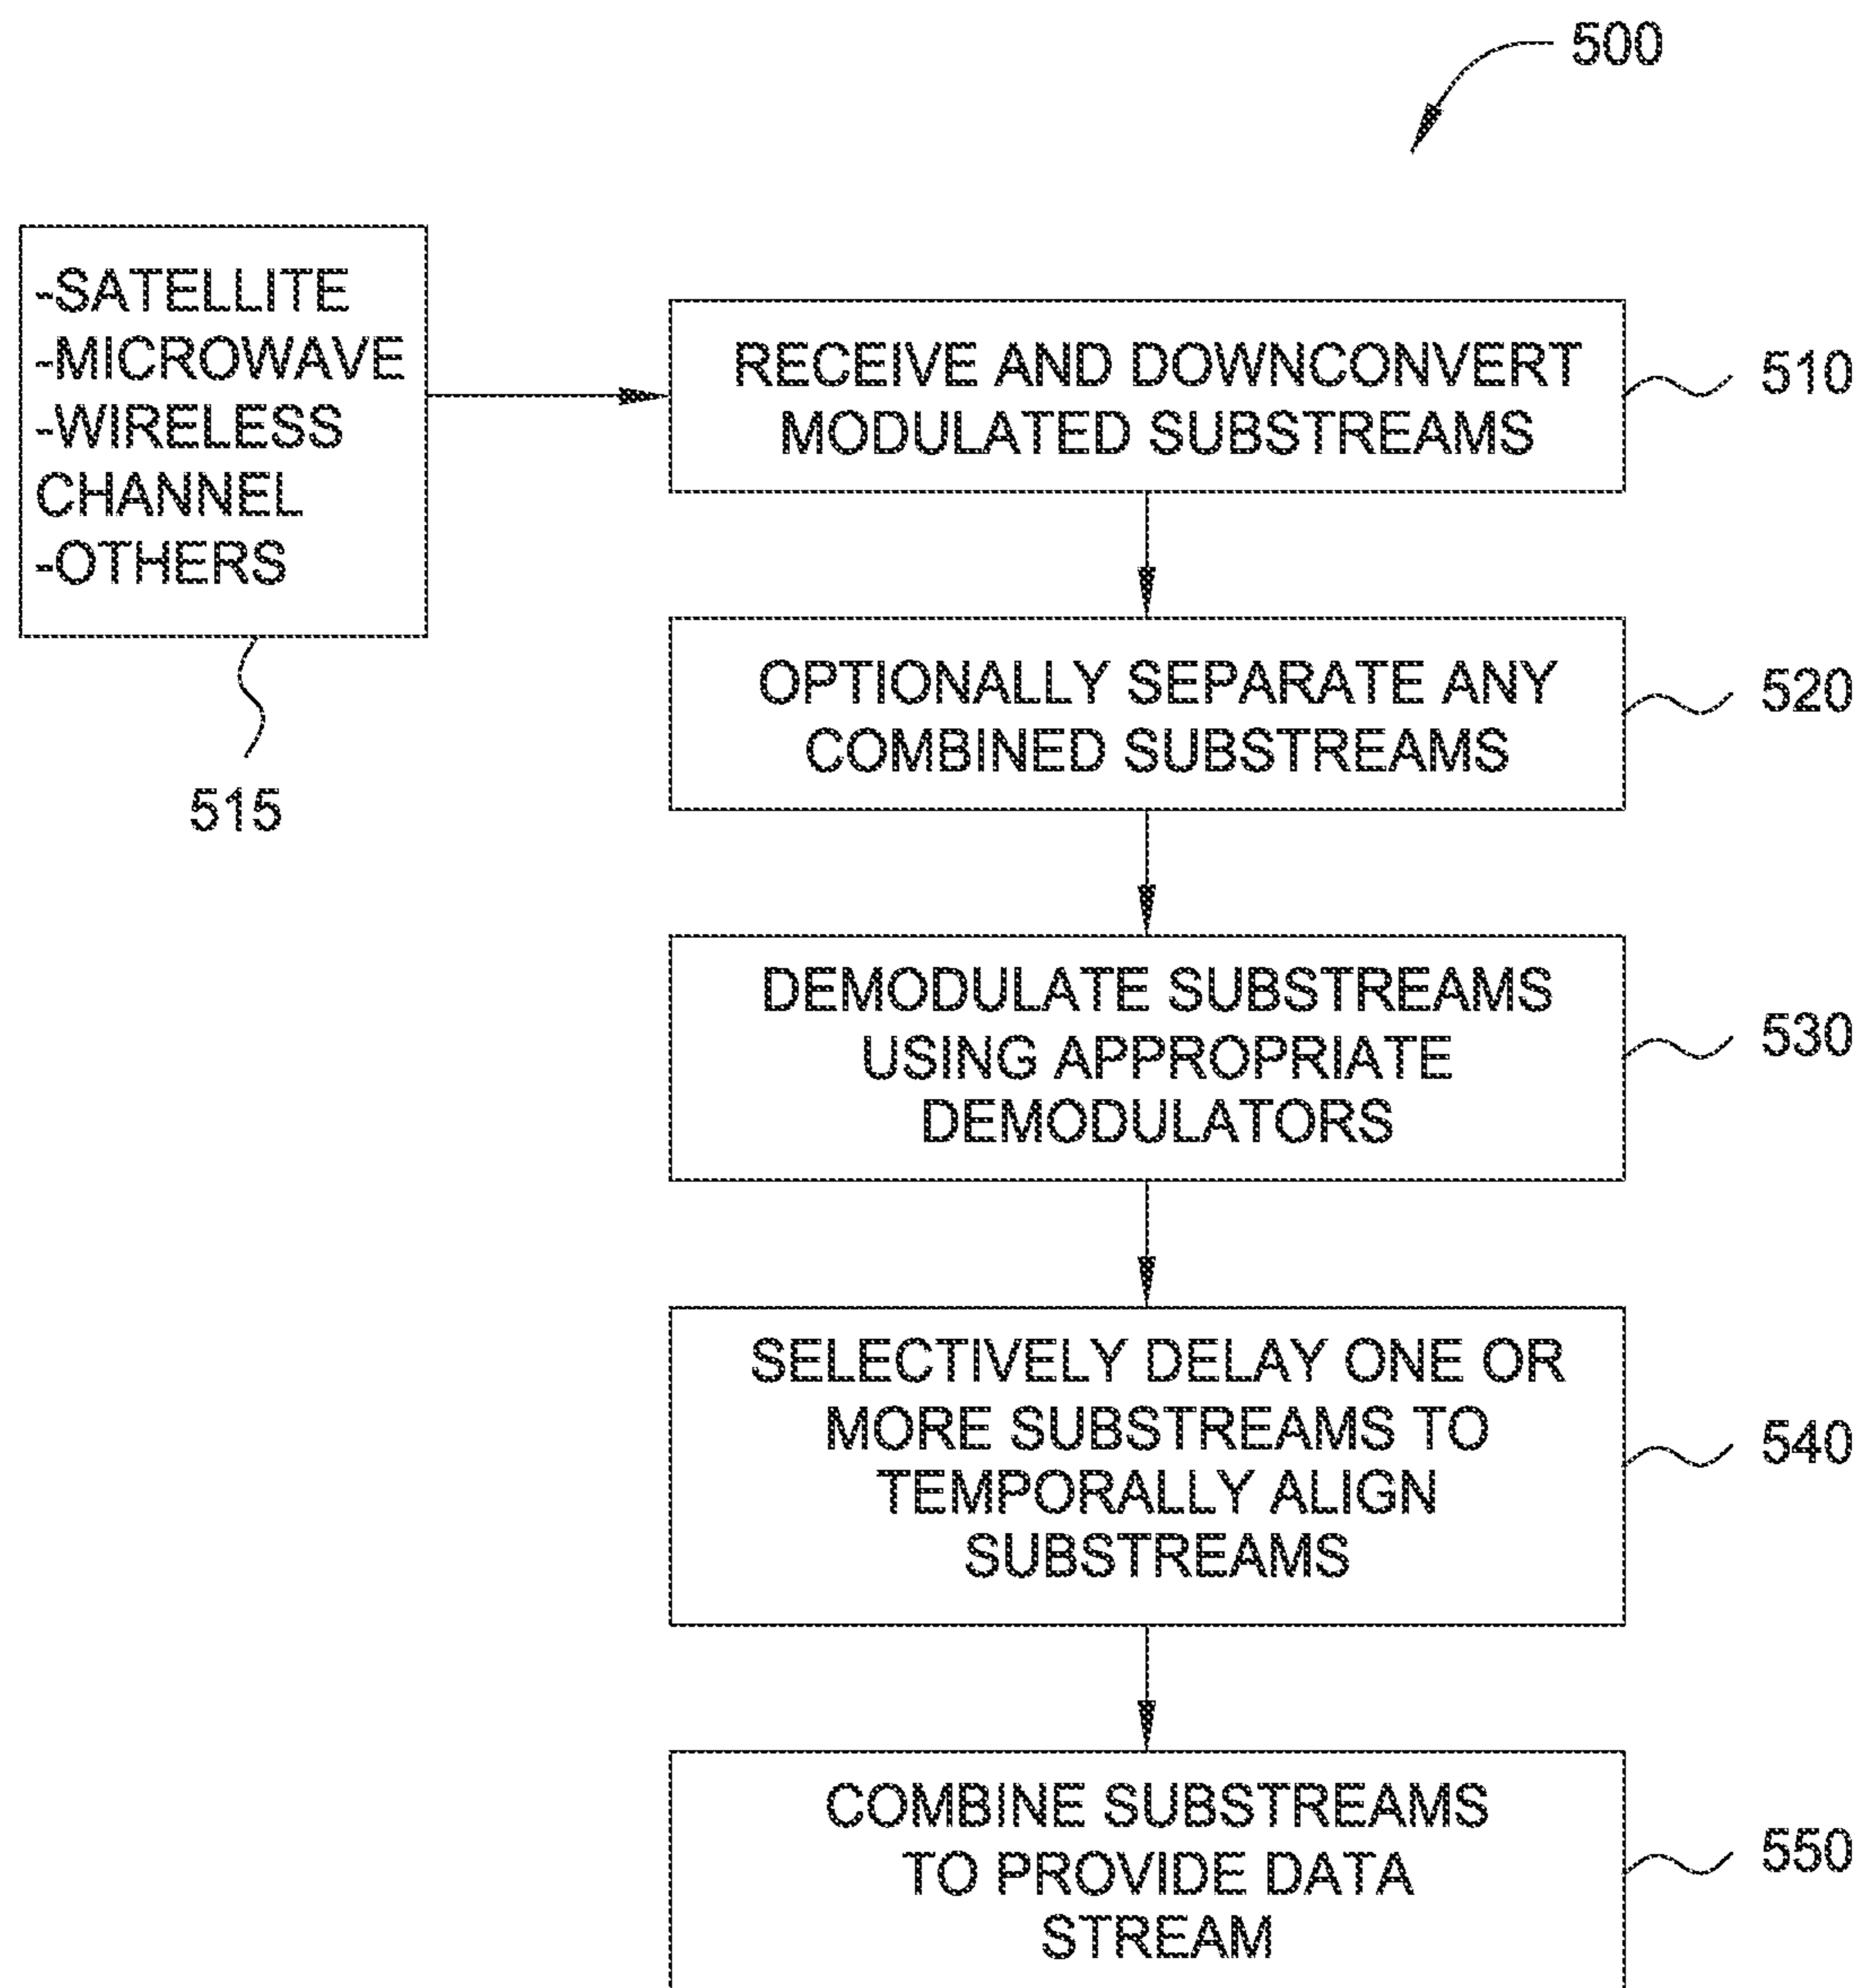 500
-SATELLITE
-MICROWAVE
-WIRELESS
CHANNEL
-OTHERS
515
RECEIVE AND DOWNCONVERT
MODULATED SUBSTREAMS
510
OPTIONALLY SEPARATE ANY
COMBINED SUBSTREAMS
520
DEMODULATE SUBSTREAMS
USING APPROPRIATE
DEMODULATORS
530
SELECTIVELY DELAY ONE OR
MORE SUBSTREAMS TO
TEMPORALLY ALIGN
SUBSTREAMS
540
COMBINE SUBSTREAMS
TO PROVIDE DATA
STREAM
550